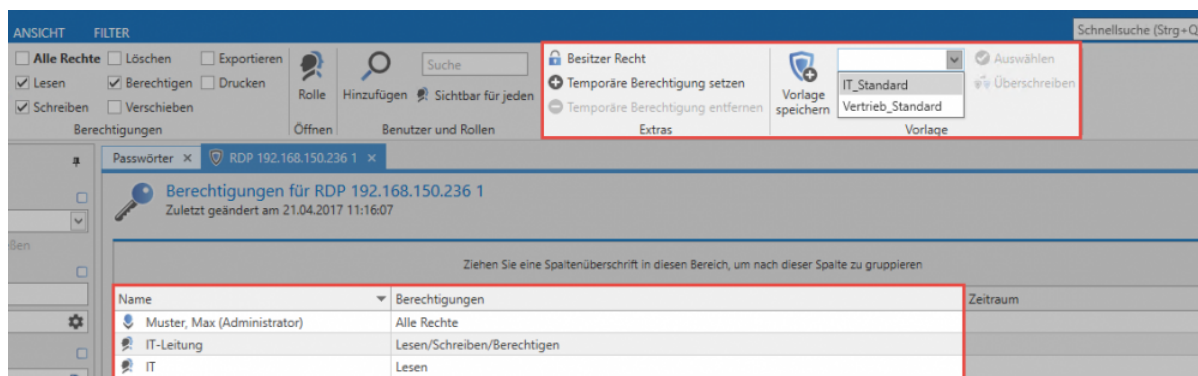 ANSICHT FILTER
Schnellsuche (Strg+Q
Alle Rechte Löschen Exportieren
Lesen Berechtigen Drucken
Schreiben Verschieben
Berechtigungen
Rolle
Öffnen
Hinzufügen
Suche
Sichtbar für jeden
Benutzer und Rollen
Besitzer Recht
Temporäre Berechtigung setzen
Temporäre Berechtigung entfernen
Extras
Vorlage
speichern
IT_Standard
Vertrieb_Standard
Auswählen
Überschreiben
Vorlage
Passwörter RDP 192.168.150.236 1
Berechtigungen für RDP 192.168.150.236 1
Zuletzt geändert am 21.04.2017 11:16:07
Ziehen Sie eine Spaltenüberschrift in diesen Bereich, um nach dieser Spalte zu gruppieren
Name Berechtigungen Zeitraum
Muster, Max (Administrator) Alle Rechte
IT-Leitung Lesen/Schreiben/Berechtigen
IT Lesen